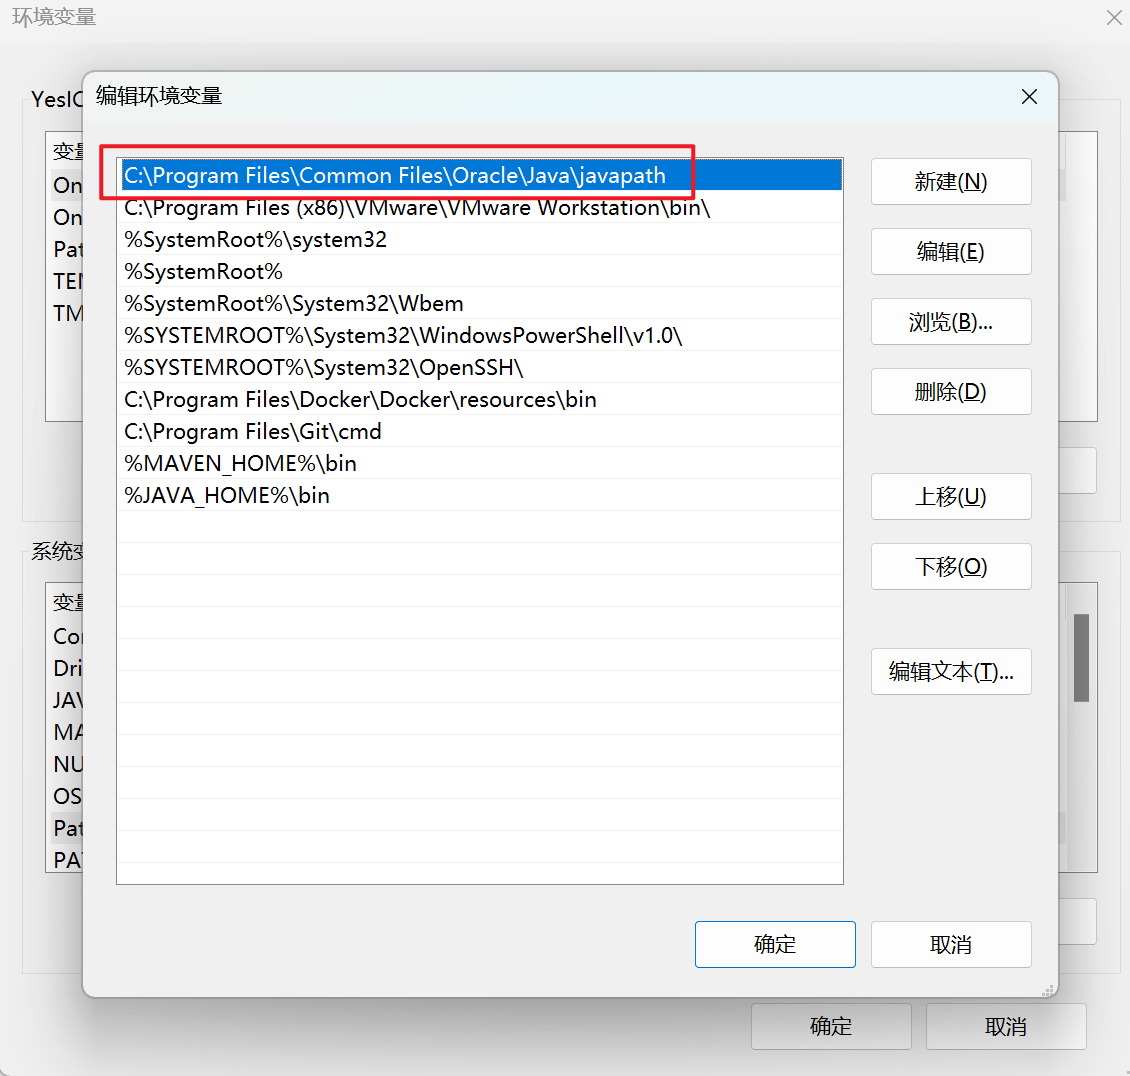 环境变量
编辑环境变量
YesIC
变量
On
On
Pat
TEM
TM
C:\Program Files\Common Files\Oracle\Java\javapath
C:\Program Files (x86)\VMware\VMware Workstation\bin\
%SystemRoot%\system32
%SystemRoot%
%SystemRoot%\System32\Wbem
%SYSTEMROOT%\System32\WindowsPowerShell\v1.0\
%SYSTEMROOT%\System32\OpenSSH\
C:\Program Files\Docker\Docker\resources\bin
C:\Program Files\Git\cmd
%MAVEN_HOME%\bin
%JAVA_HOME%\bin
新建(N)
编辑(E)
浏览(B)...
删除(D)
上移(U)
下移(O)
编辑文本(T)...
系统变
变量
Co
Dri
JAV
MA
NU
OS
Pat
PA
确定
取消
确定
取消